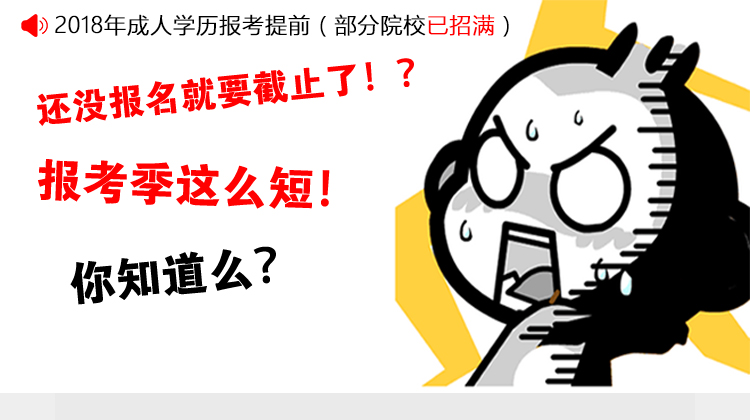 2018年成人学历报考提前（部分院校已招满）
还没报名就要截止了！？
报考季这么短！
你知道么？